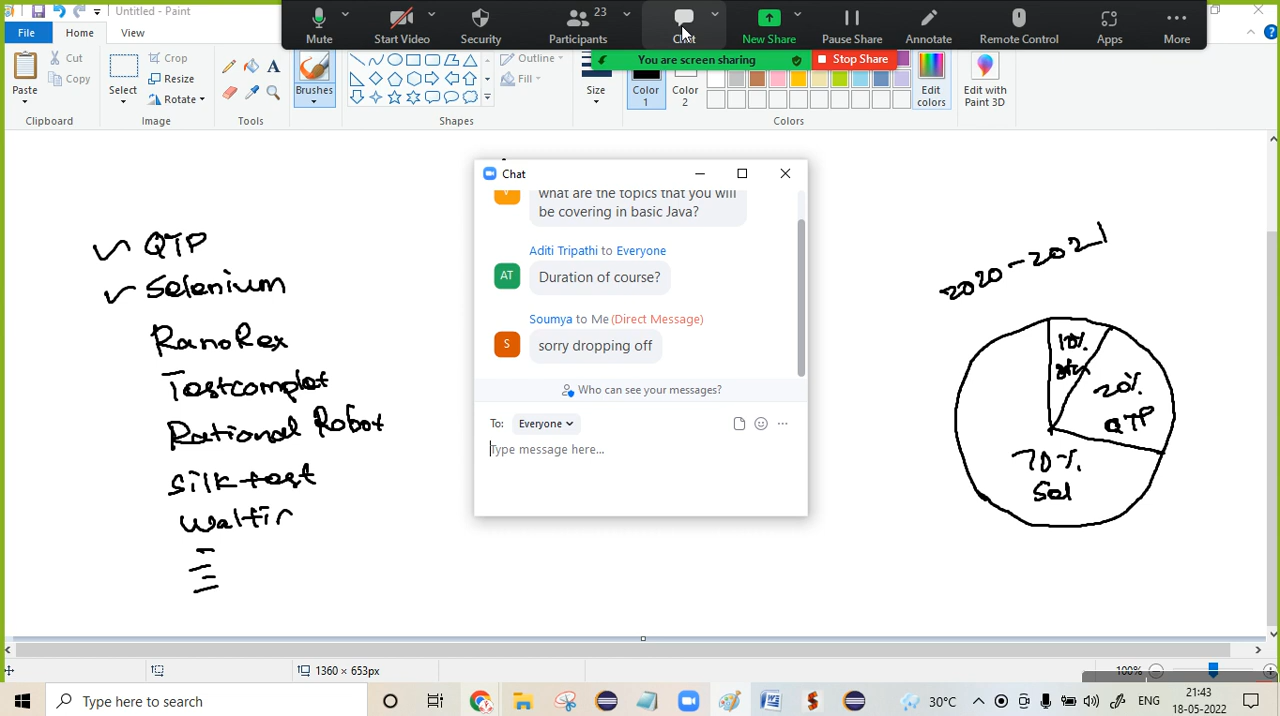 Untitled - Paint
File
Home
View
Paste
Cut
Copy
Clipboard
Select
Crop
Resize
Rotate
Image
A
Tools
Brushes
Outline
Fill
Shapes
Size
Color
1
Color
2
Edit
colors
Colors
Edit with
Paint 3D
Mute
Start Video
Security
Participants
23
Chat
New Share
Pause Share
Annotate
Remote Control
Apps
More
You are screen sharing
Stop Share
QTP
Selenium
RanoRex
Testcomplet
Rational Robot
silk test
Chat
V
what are the topics that you will
be covering in basic Java?
Aditi Tripathi to Everyone
AT
Duration of course?
Soumya to Me (Direct Message)
S
sorry dropping off
Who can see your messages?
To: Everyone
Type message here...
2020-2021
10%
20%
QTP
70%
Sel
1360 × 653px
100%
Type here to search
30°C
ENG
21:43
18-05-2022